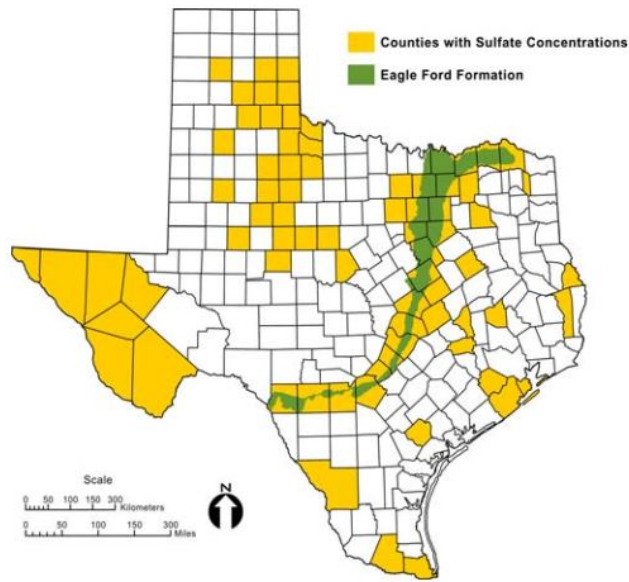 Counties with Sulfate Concentrations
Eagle Ford Formation
Scale
0 50 100 150 300
Kilometers
0 50 100 150 300
Miles
N